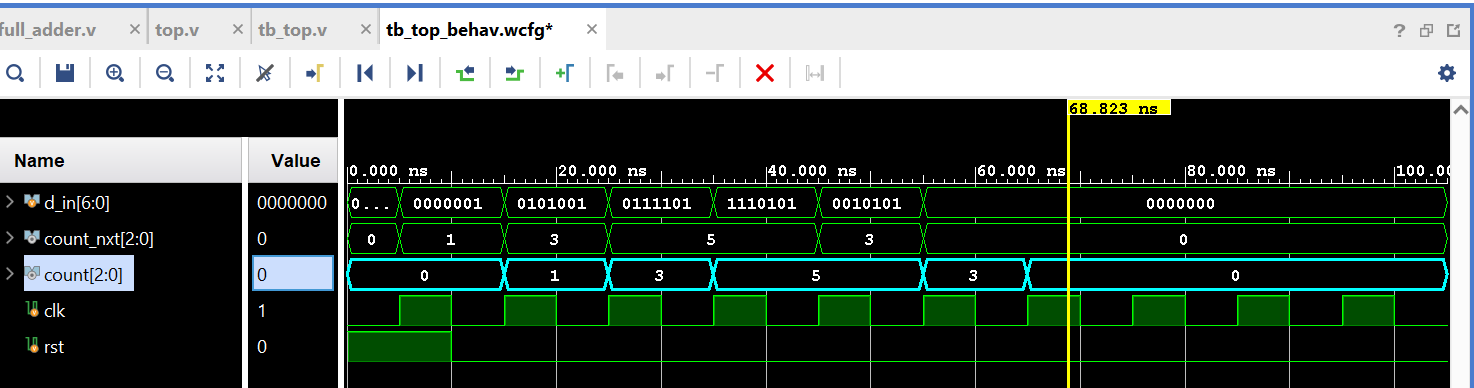 full_adder.v × top.v × tb_top.v × tb_top_behav.wcfg* × ?
68.823 ns
Name Value 0.000 ns 20.000 ns 40.000 ns 60.000 ns 80.000 ns 100.0
d_in[6:0] 0000000 0... 0000001 0101001 0111101 1110101 0010101 0000000
count_nxt[2:0] 0 0 1 3 5 3 0
count[2:0] 0 0 1 3 5 3 0
clk 1
rst 0